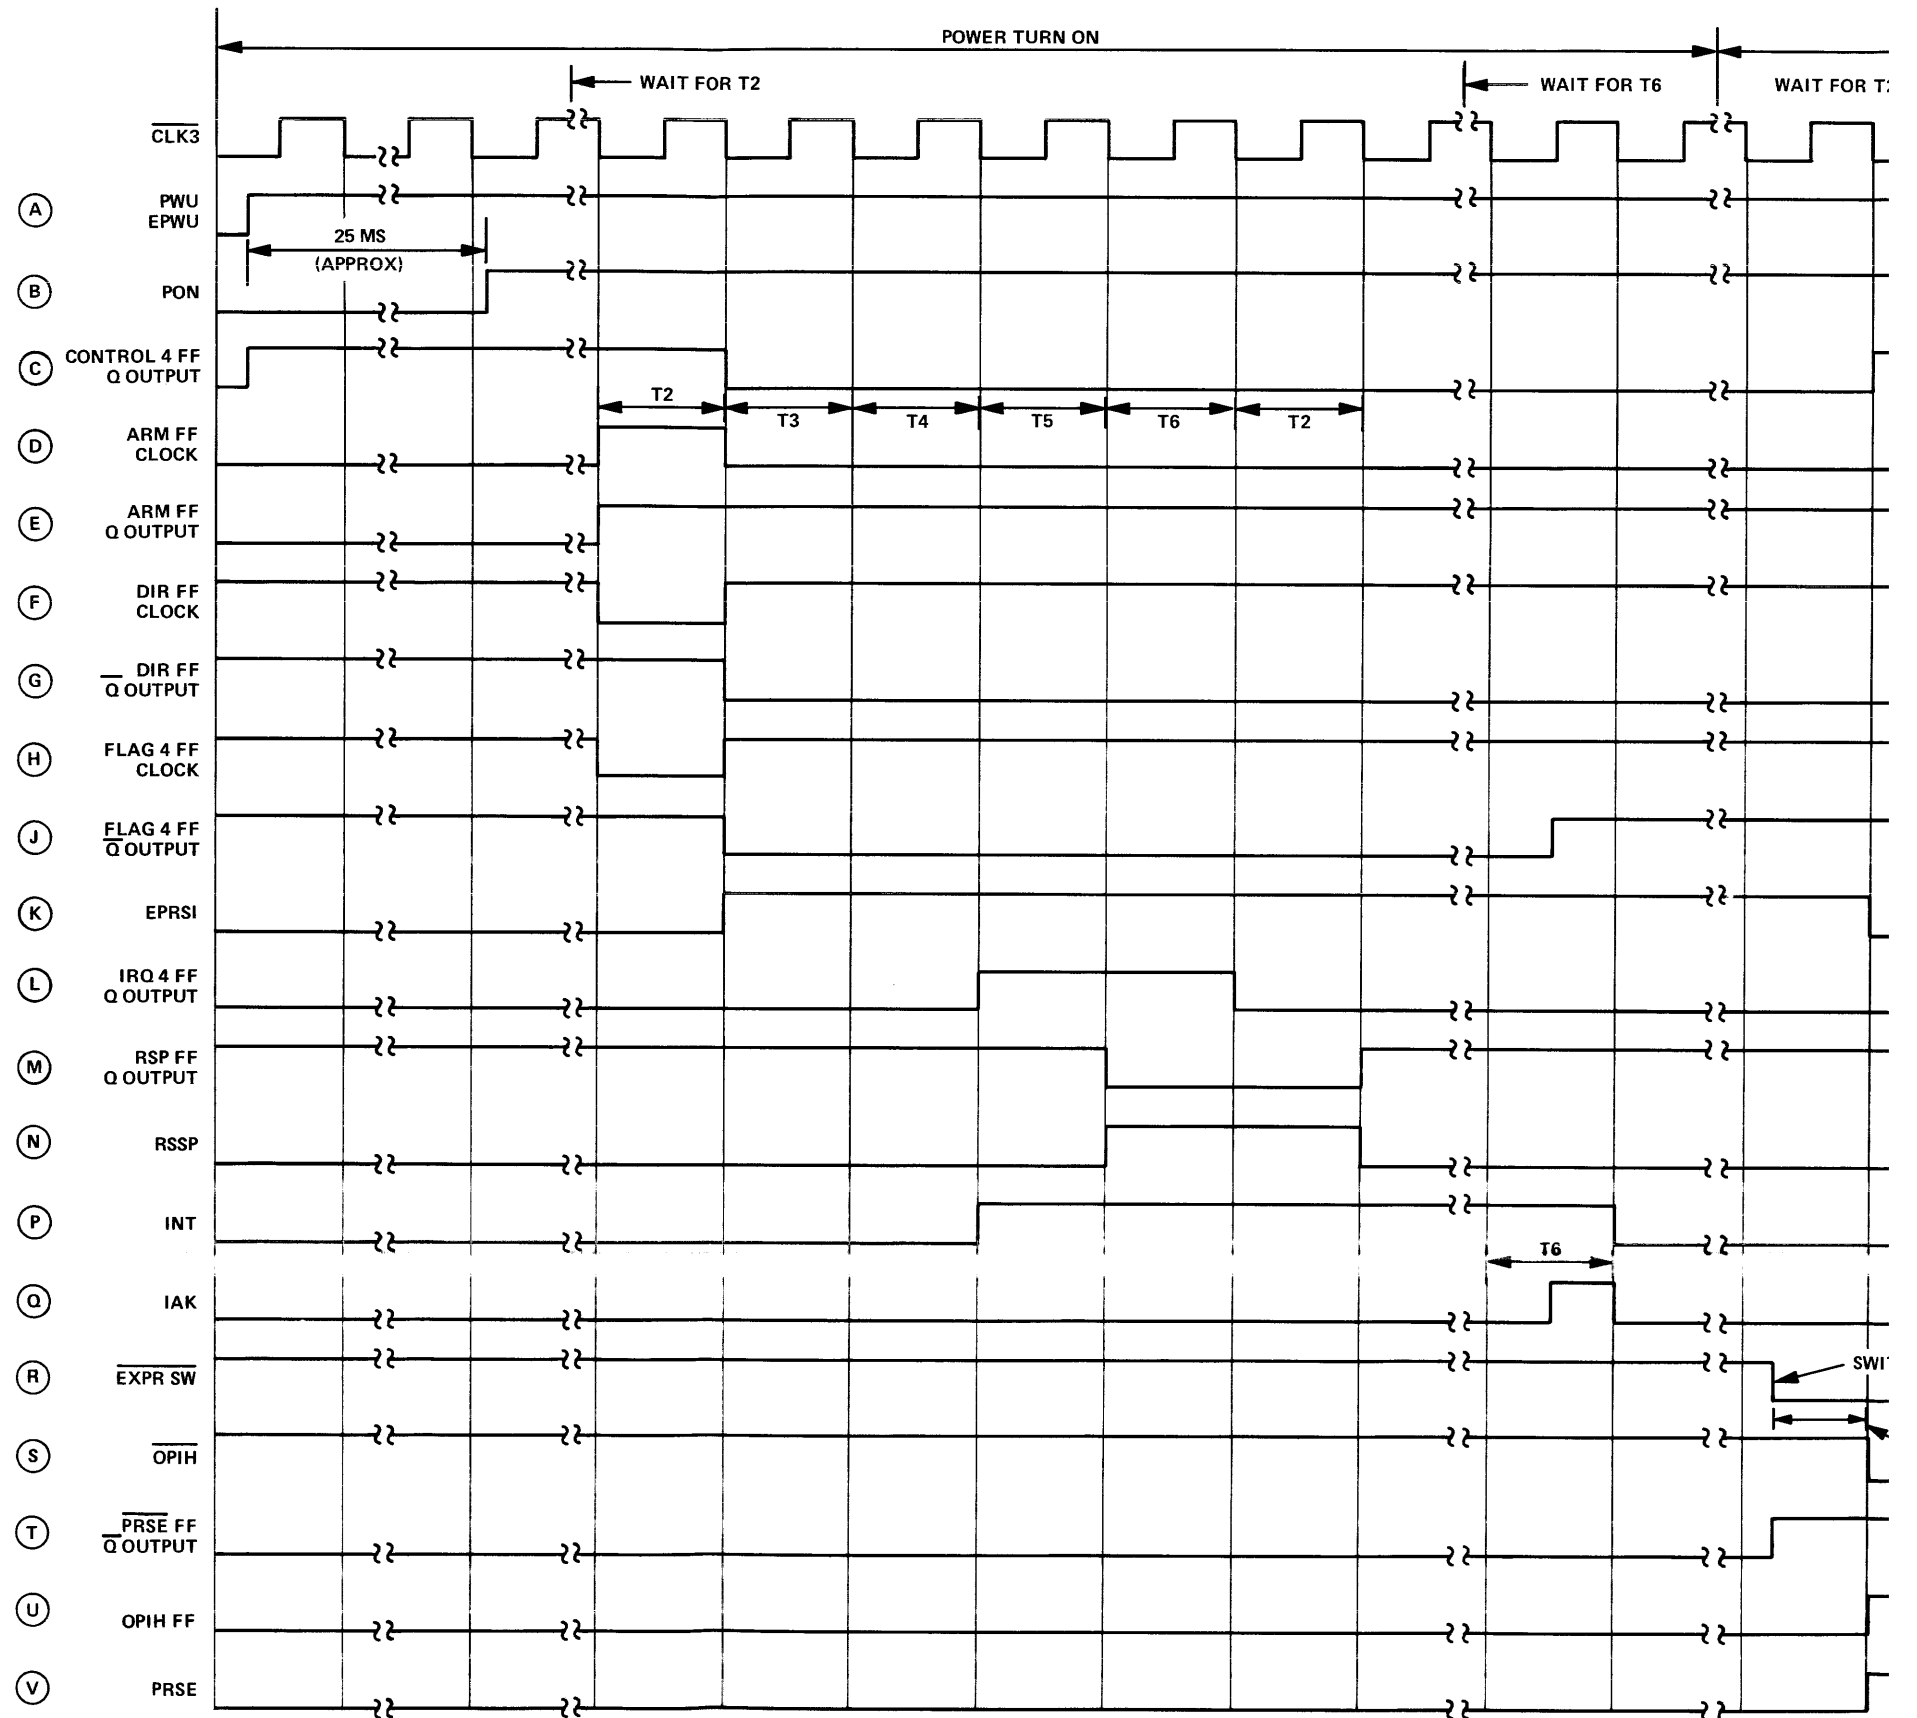 POWER TURN ON
WAIT FOR T2
WAIT FOR T6
WAIT FOR
CLK3
A
PWU
EPWU
25 MS
(APPROX)
B
PON
C
CONTROL 4 FF
Q OUTPUT
T2
T3
T4
T5
T6
T2
D
ARM FF
CLOCK
E
ARM FF
Q OUTPUT
F
DIR FF
CLOCK
G
DIR FF
Q̅ OUTPUT
H
FLAG 4 FF
CLOCK
J
FLAG 4 FF
Q̅ OUTPUT
K
EPRSI
L
IRQ 4 FF
Q OUTPUT
M
RSP FF
Q OUTPUT
N
RSSP
P
INT
T6
Q
IAK
R
EXPR SW
S
OPIH
T
PRSE FF
Q̅ OUTPUT
U
OPIH FF
V
PRSE